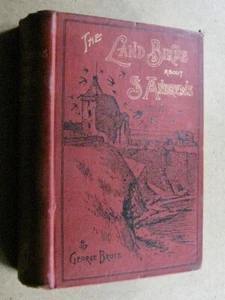 THE
LAND BIRDS
ABOUT
St ANDREWS
By
GEORGE BRUCE